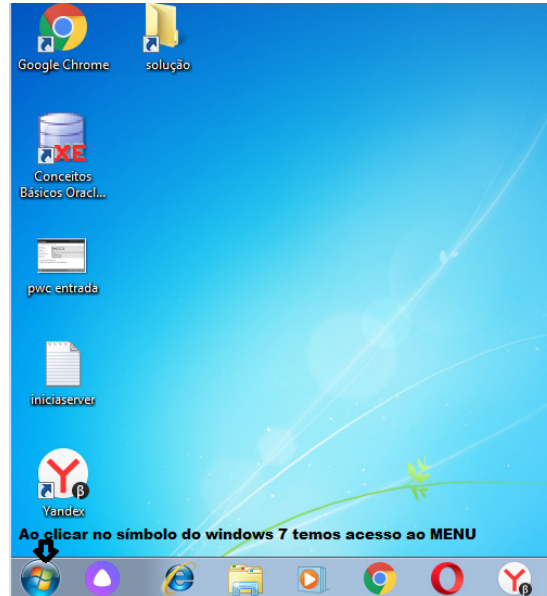 Google Chrome
solução
XE
Conceitos
Básicos Oracl...
pwc entrada
iniciaserver
β
Yandex
Ao clicar no símbolo do windows 7 temos acesso ao MENU
β